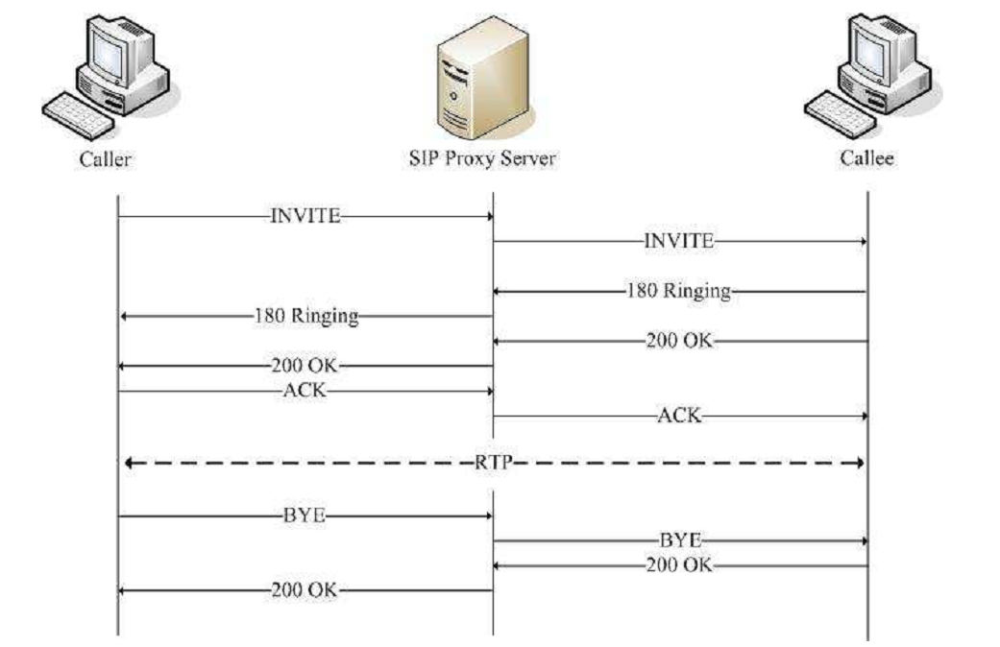 Caller
SIP Proxy Server
Callee
INVITE
INVITE
180 Ringing
180 Ringing
200 OK
200 OK
ACK
ACK
RTP
BYE
BYE
200 OK
200 OK